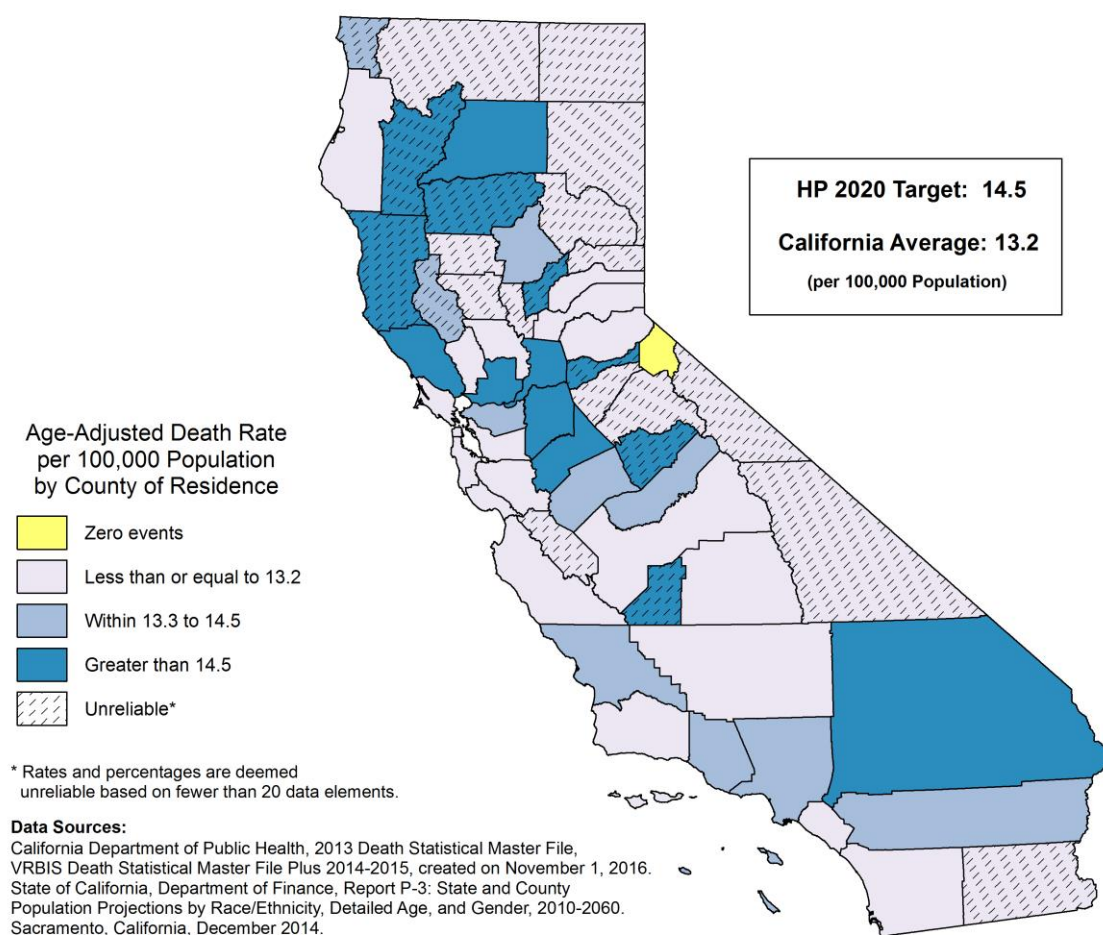 HP 2020 Target: 14.5
California Average: 13.2
(per 100,000 Population)
Age-Adjusted Death Rate
per 100,000 Population
by County of Residence
Zero events
Less than or equal to 13.2
Within 13.3 to 14.5
Greater than 14.5
Unreliable*
* Rates and percentages are deemed
unreliable based on fewer than 20 data elements.
Data Sources:
California Department of Public Health, 2013 Death Statistical Master File,
VRBIS Death Statistical Master File Plus 2014-2015, created on November 1, 2016.
State of California, Department of Finance, Report P-3: State and County
Population Projections by Race/Ethnicity, Detailed Age, and Gender, 2010-2060.
Sacramento, California, December 2014.